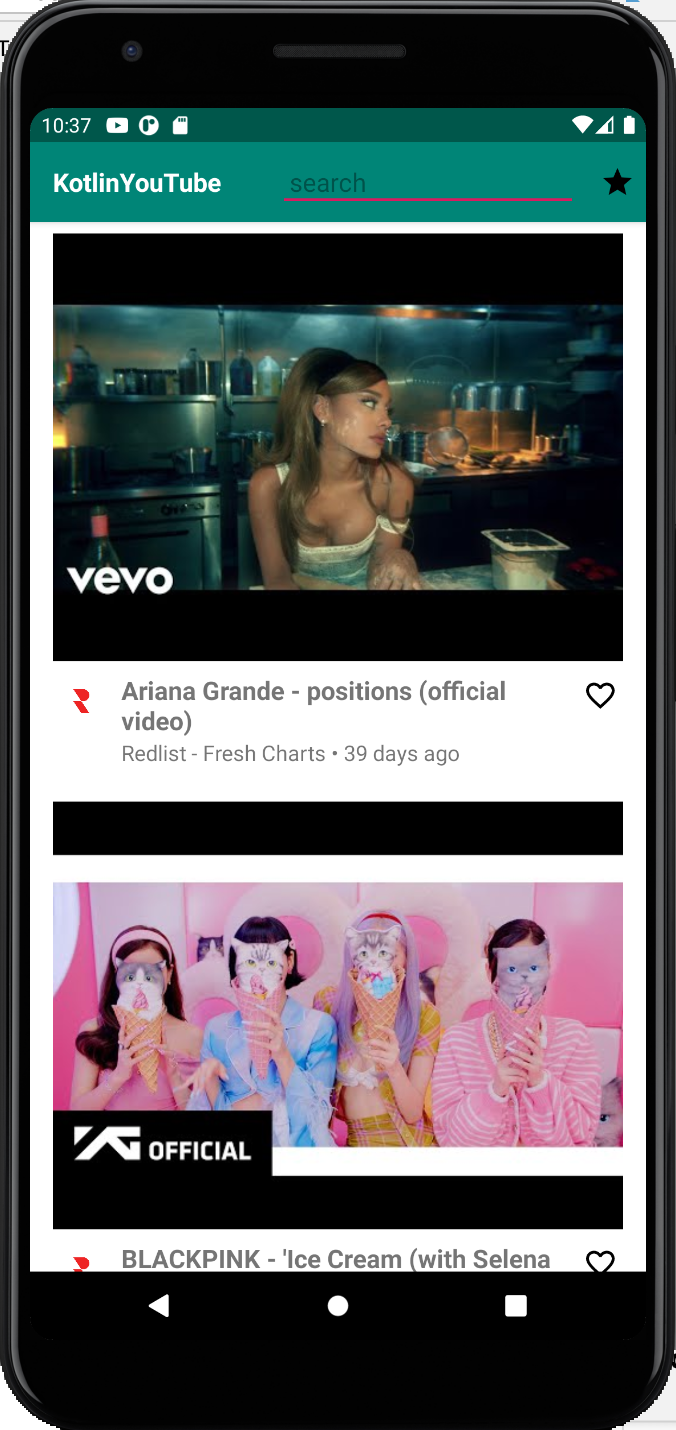 T
10:37
KotlinYouTube
search
vevo
Ariana Grande - positions (official
video)
Redlist - Fresh Charts • 39 days ago
YG OFFICIAL
BLACKPINK - 'Ice Cream (with Selena